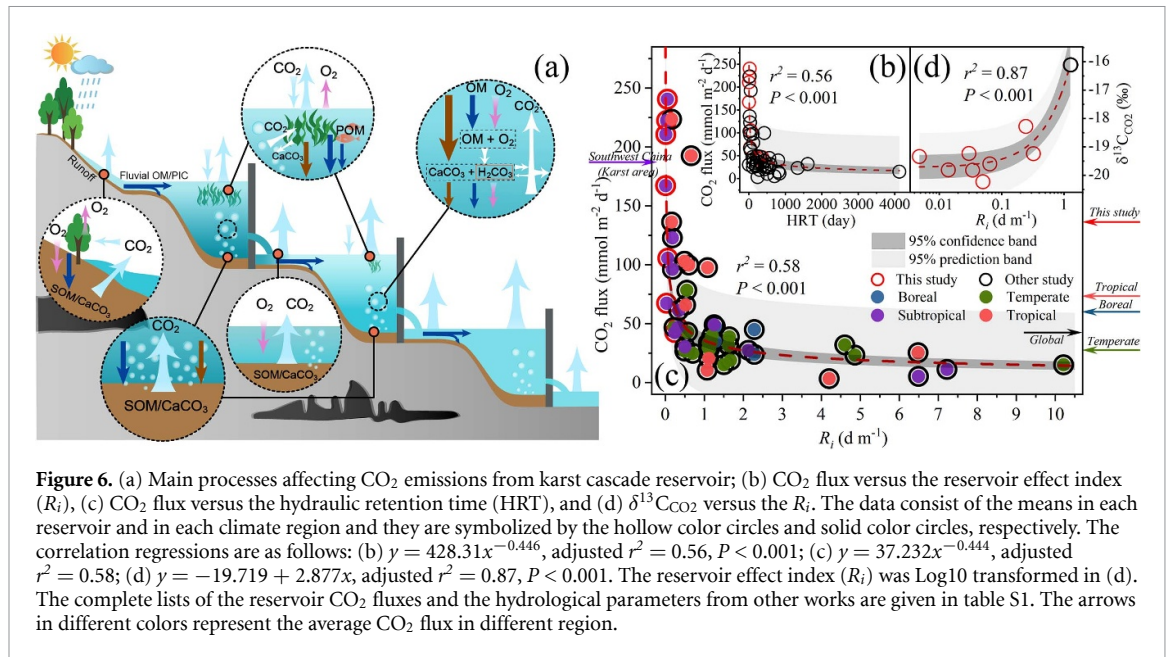 (a)
CO₂
O₂
Runoff
Fluvial OM/PIC
O₂
O₂
CO₂
SOM/CaCO₃
CO₂
POM
CaCO₃
OM O₂
CO₂
OM + O₂
CaCO₃ + H₂CO₃
CO₂
SOM/CaCO₃
O₂ CO₂
SOM/CaCO₃
CO₂ flux (mmol m⁻² d⁻¹)
250
200
150
100
50
0
Southwest China
(Karst area)
0 1 2 3 4 5 6 7 8 9 10
Rᵢ (d m⁻¹)
(c)
r² = 0.58
P < 0.001
(b)
r² = 0.56
P < 0.001
CO₂ flux (mmol m⁻² d⁻¹)
250
200
150
100
50
0
0 1000 2000 3000 4000
HRT (day)
(d)
r² = 0.87
P < 0.001
0.01 0.1 1
Rᵢ (d m⁻¹)
-16
-17
-18
-19
-20
δ¹³C_CO2 (‰)
95% confidence band
95% prediction band
This study Other study
Boreal Temperate
Subtropical Tropical
This study
Tropical
Boreal
Global
Temperate
Figure 6. (a) Main processes affecting CO₂ emissions from karst cascade reservoir; (b) CO₂ flux versus the reservoir effect index
(Rᵢ), (c) CO₂ flux versus the hydraulic retention time (HRT), and (d) δ¹³C_CO2 versus the Rᵢ. The data consist of the means in each
reservoir and in each climate region and they are symbolized by the hollow color circles and solid color circles, respectively. The
correlation regressions are as follows: (b) y = 428.31x⁻⁰·⁴⁴⁶, adjusted r² = 0.56, P < 0.001; (c) y = 37.232x⁻⁰·⁴⁴⁴, adjusted
r² = 0.58; (d) y = −19.719 + 2.877x, adjusted r² = 0.87, P < 0.001. The reservoir effect index (Rᵢ) was Log10 transformed in (d).
The complete lists of the reservoir CO₂ fluxes and the hydrological parameters from other works are given in table S1. The arrows
in different colors represent the average CO₂ flux in different region.